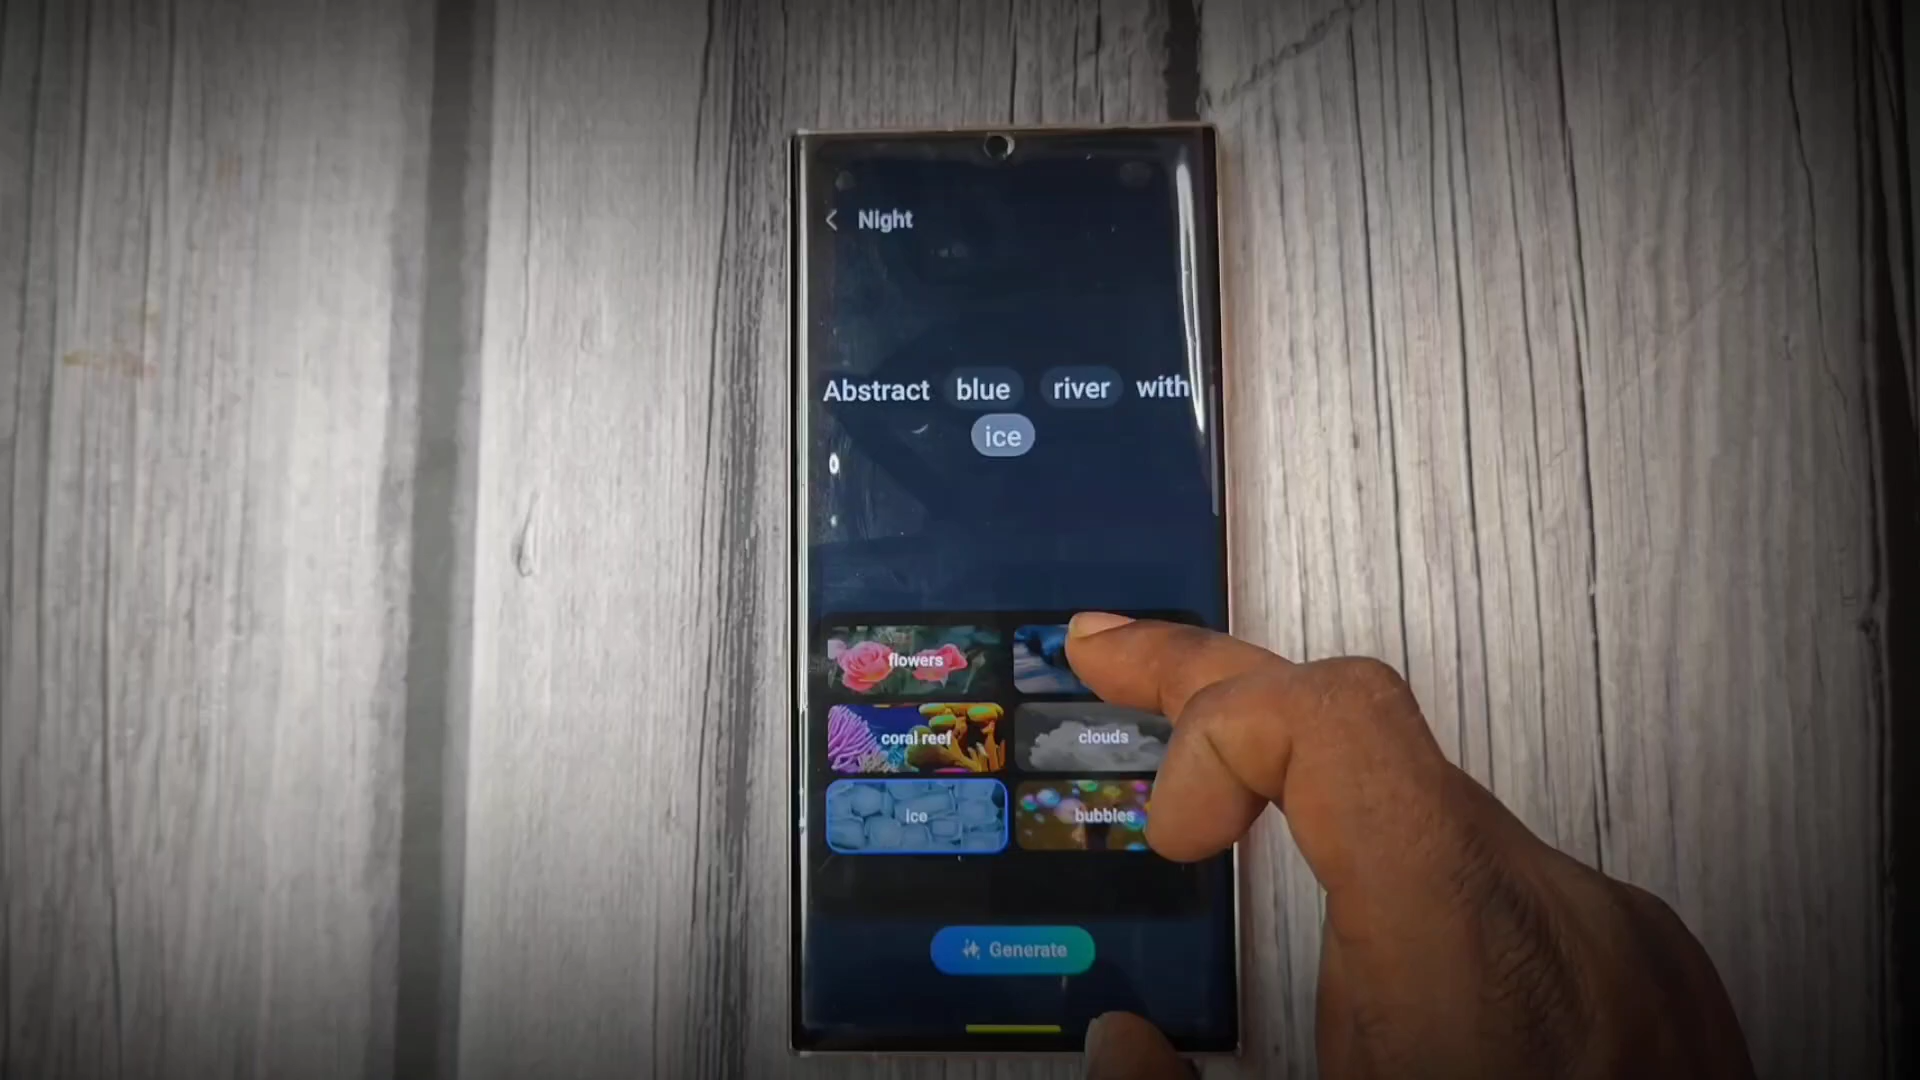 Night
Abstract blue river with
ice
flowers
coral reef clouds
ice bubbles
Generate